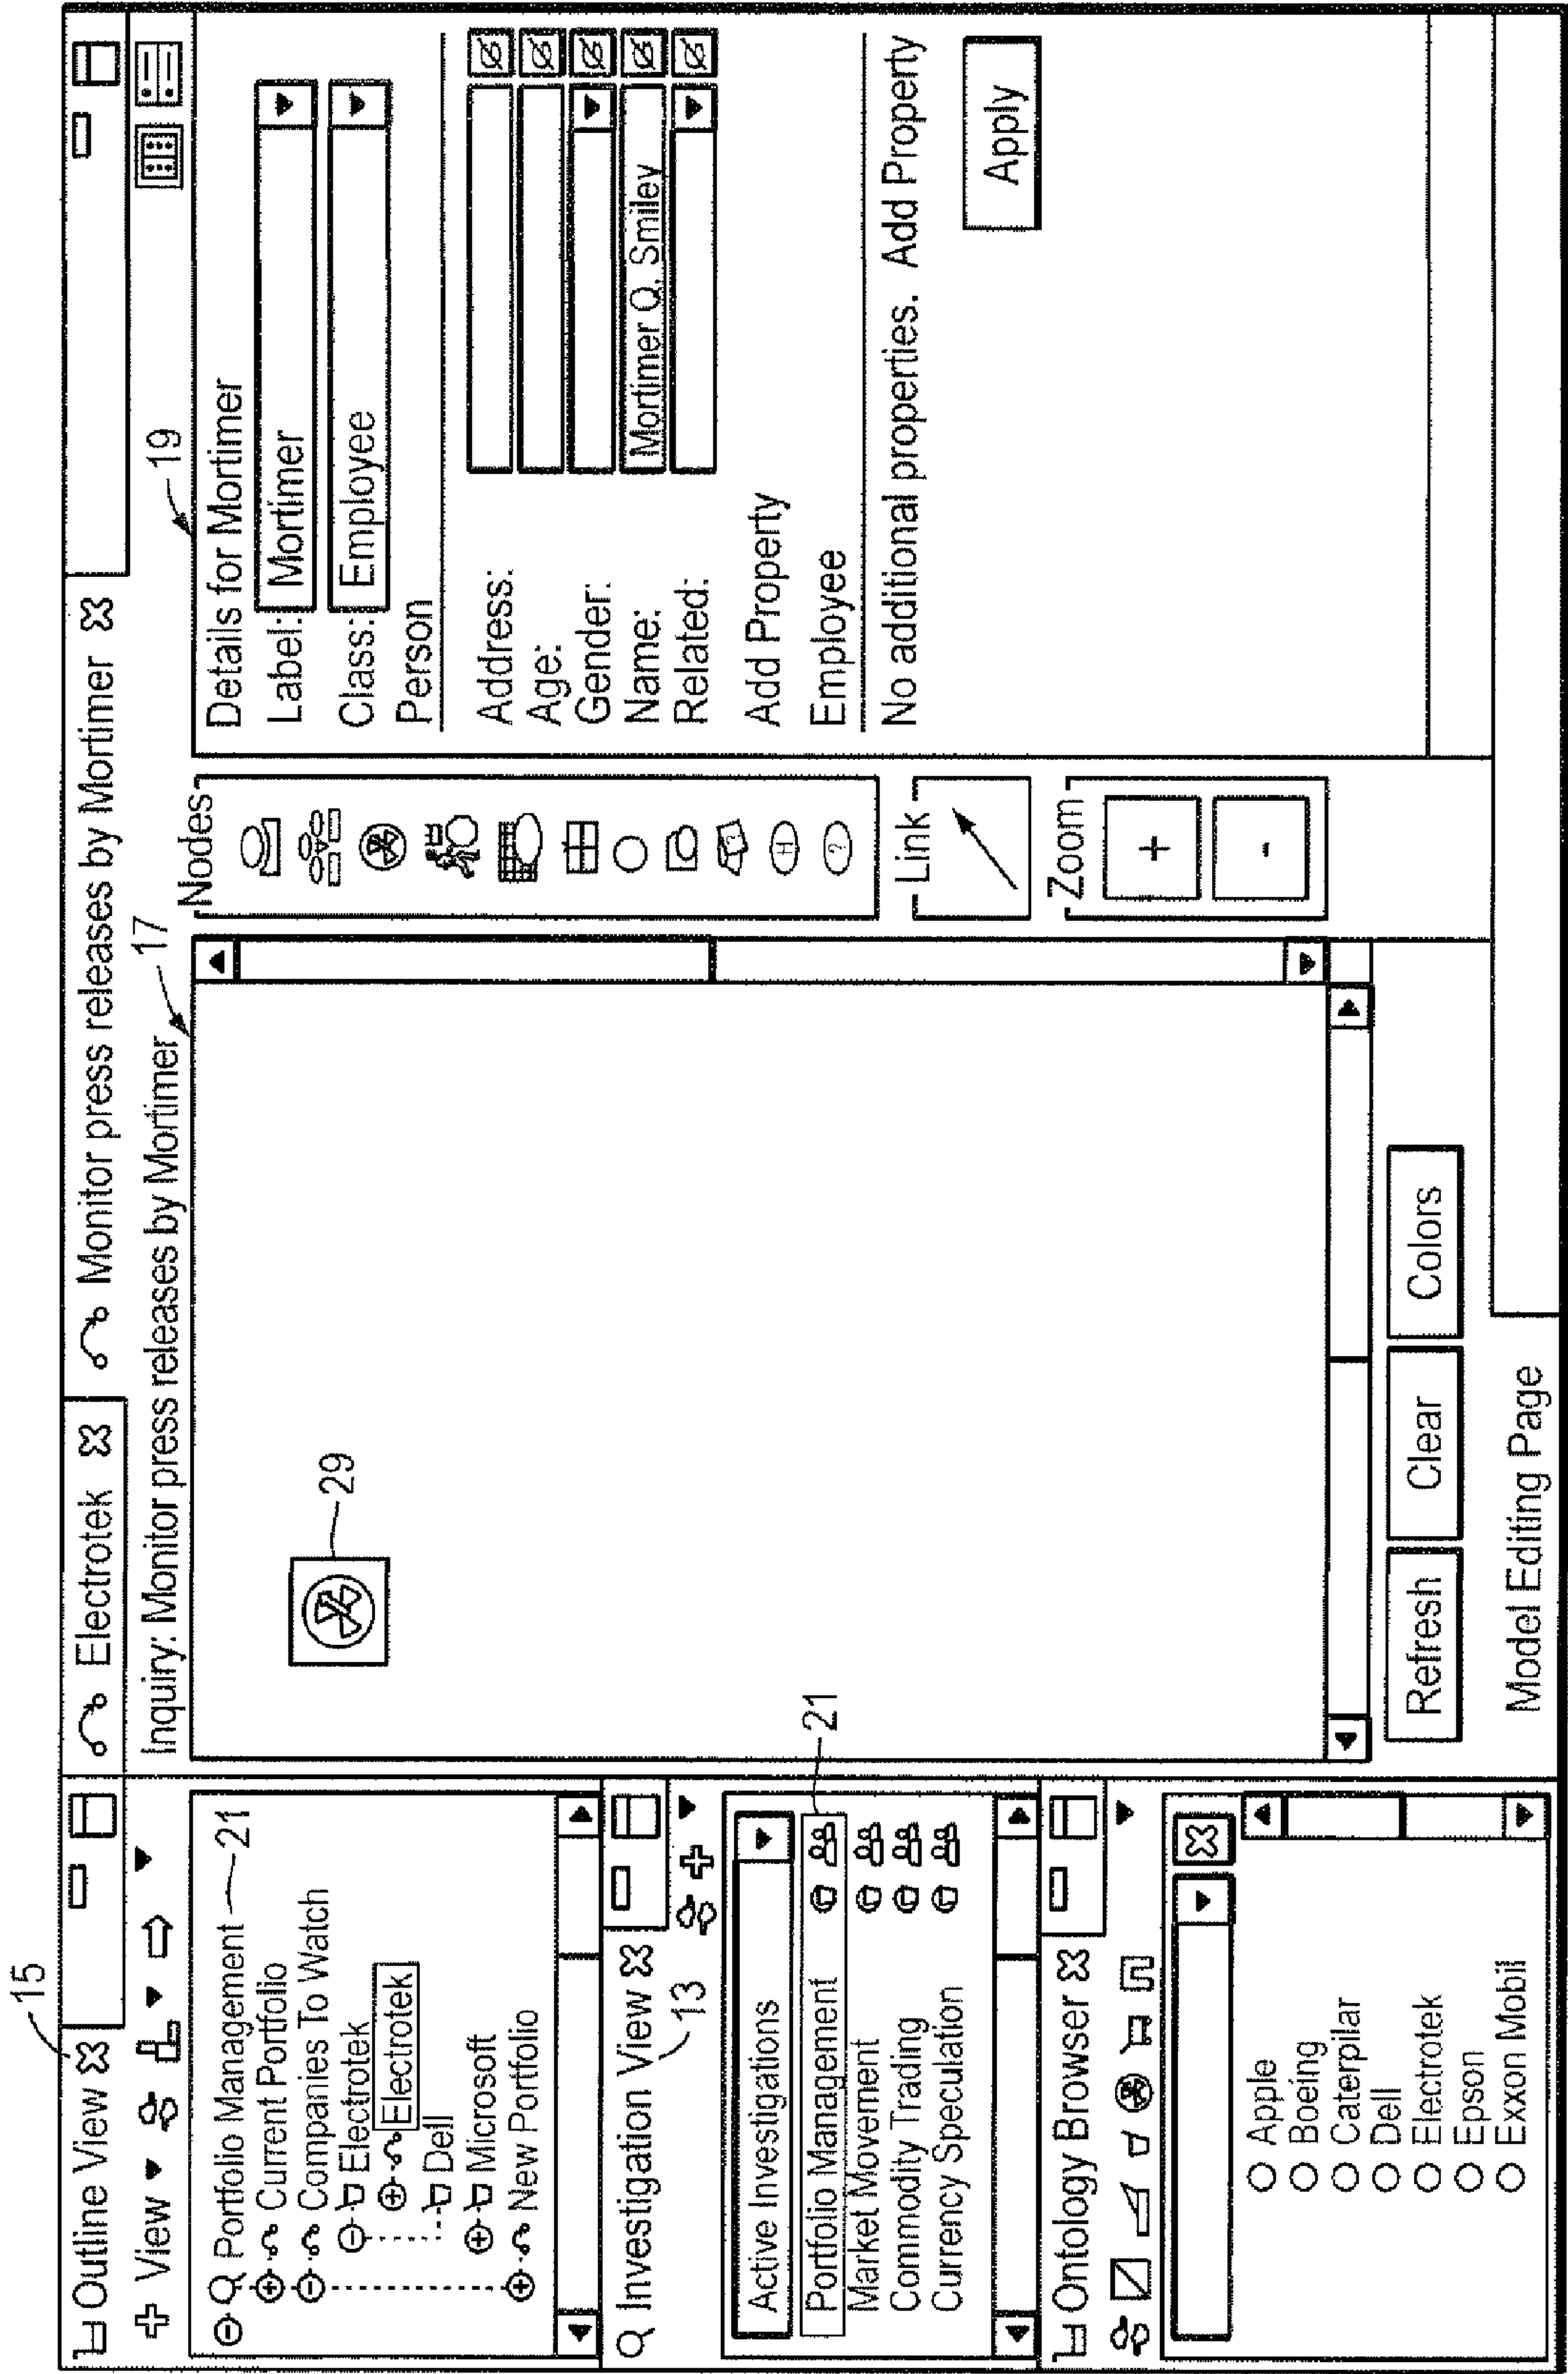 15
Outline View
View
Portfolio Management 21
Current Portfolio
Companies To Watch
Electrotek
Electrotek
Dell
Microsoft
New Portfolio
Investigation View
13
Active Investigations
Portfolio Management
21
Market Movement
Commodity Trading
Currency Speculation
Ontology Browser
Apple
Boeing
Caterpilar
Dell
Electrotek
Epson
Exxon Mobil
Electrotek
Monitor press releases by Mortimer
Inquiry: Monitor press releases by Mortimer
17
29
Refresh
Clear
Colors
Model Editing Page
Nodes
H
?
Link
Zoom
+
-
19
Details for Mortimer
Label: Mortimer
Class: Employee
Person
Address:
Age:
Gender:
Name: Mortimer Q. Smiley
Related:
Add Property
Employee
No additional properties. Add Property
Apply